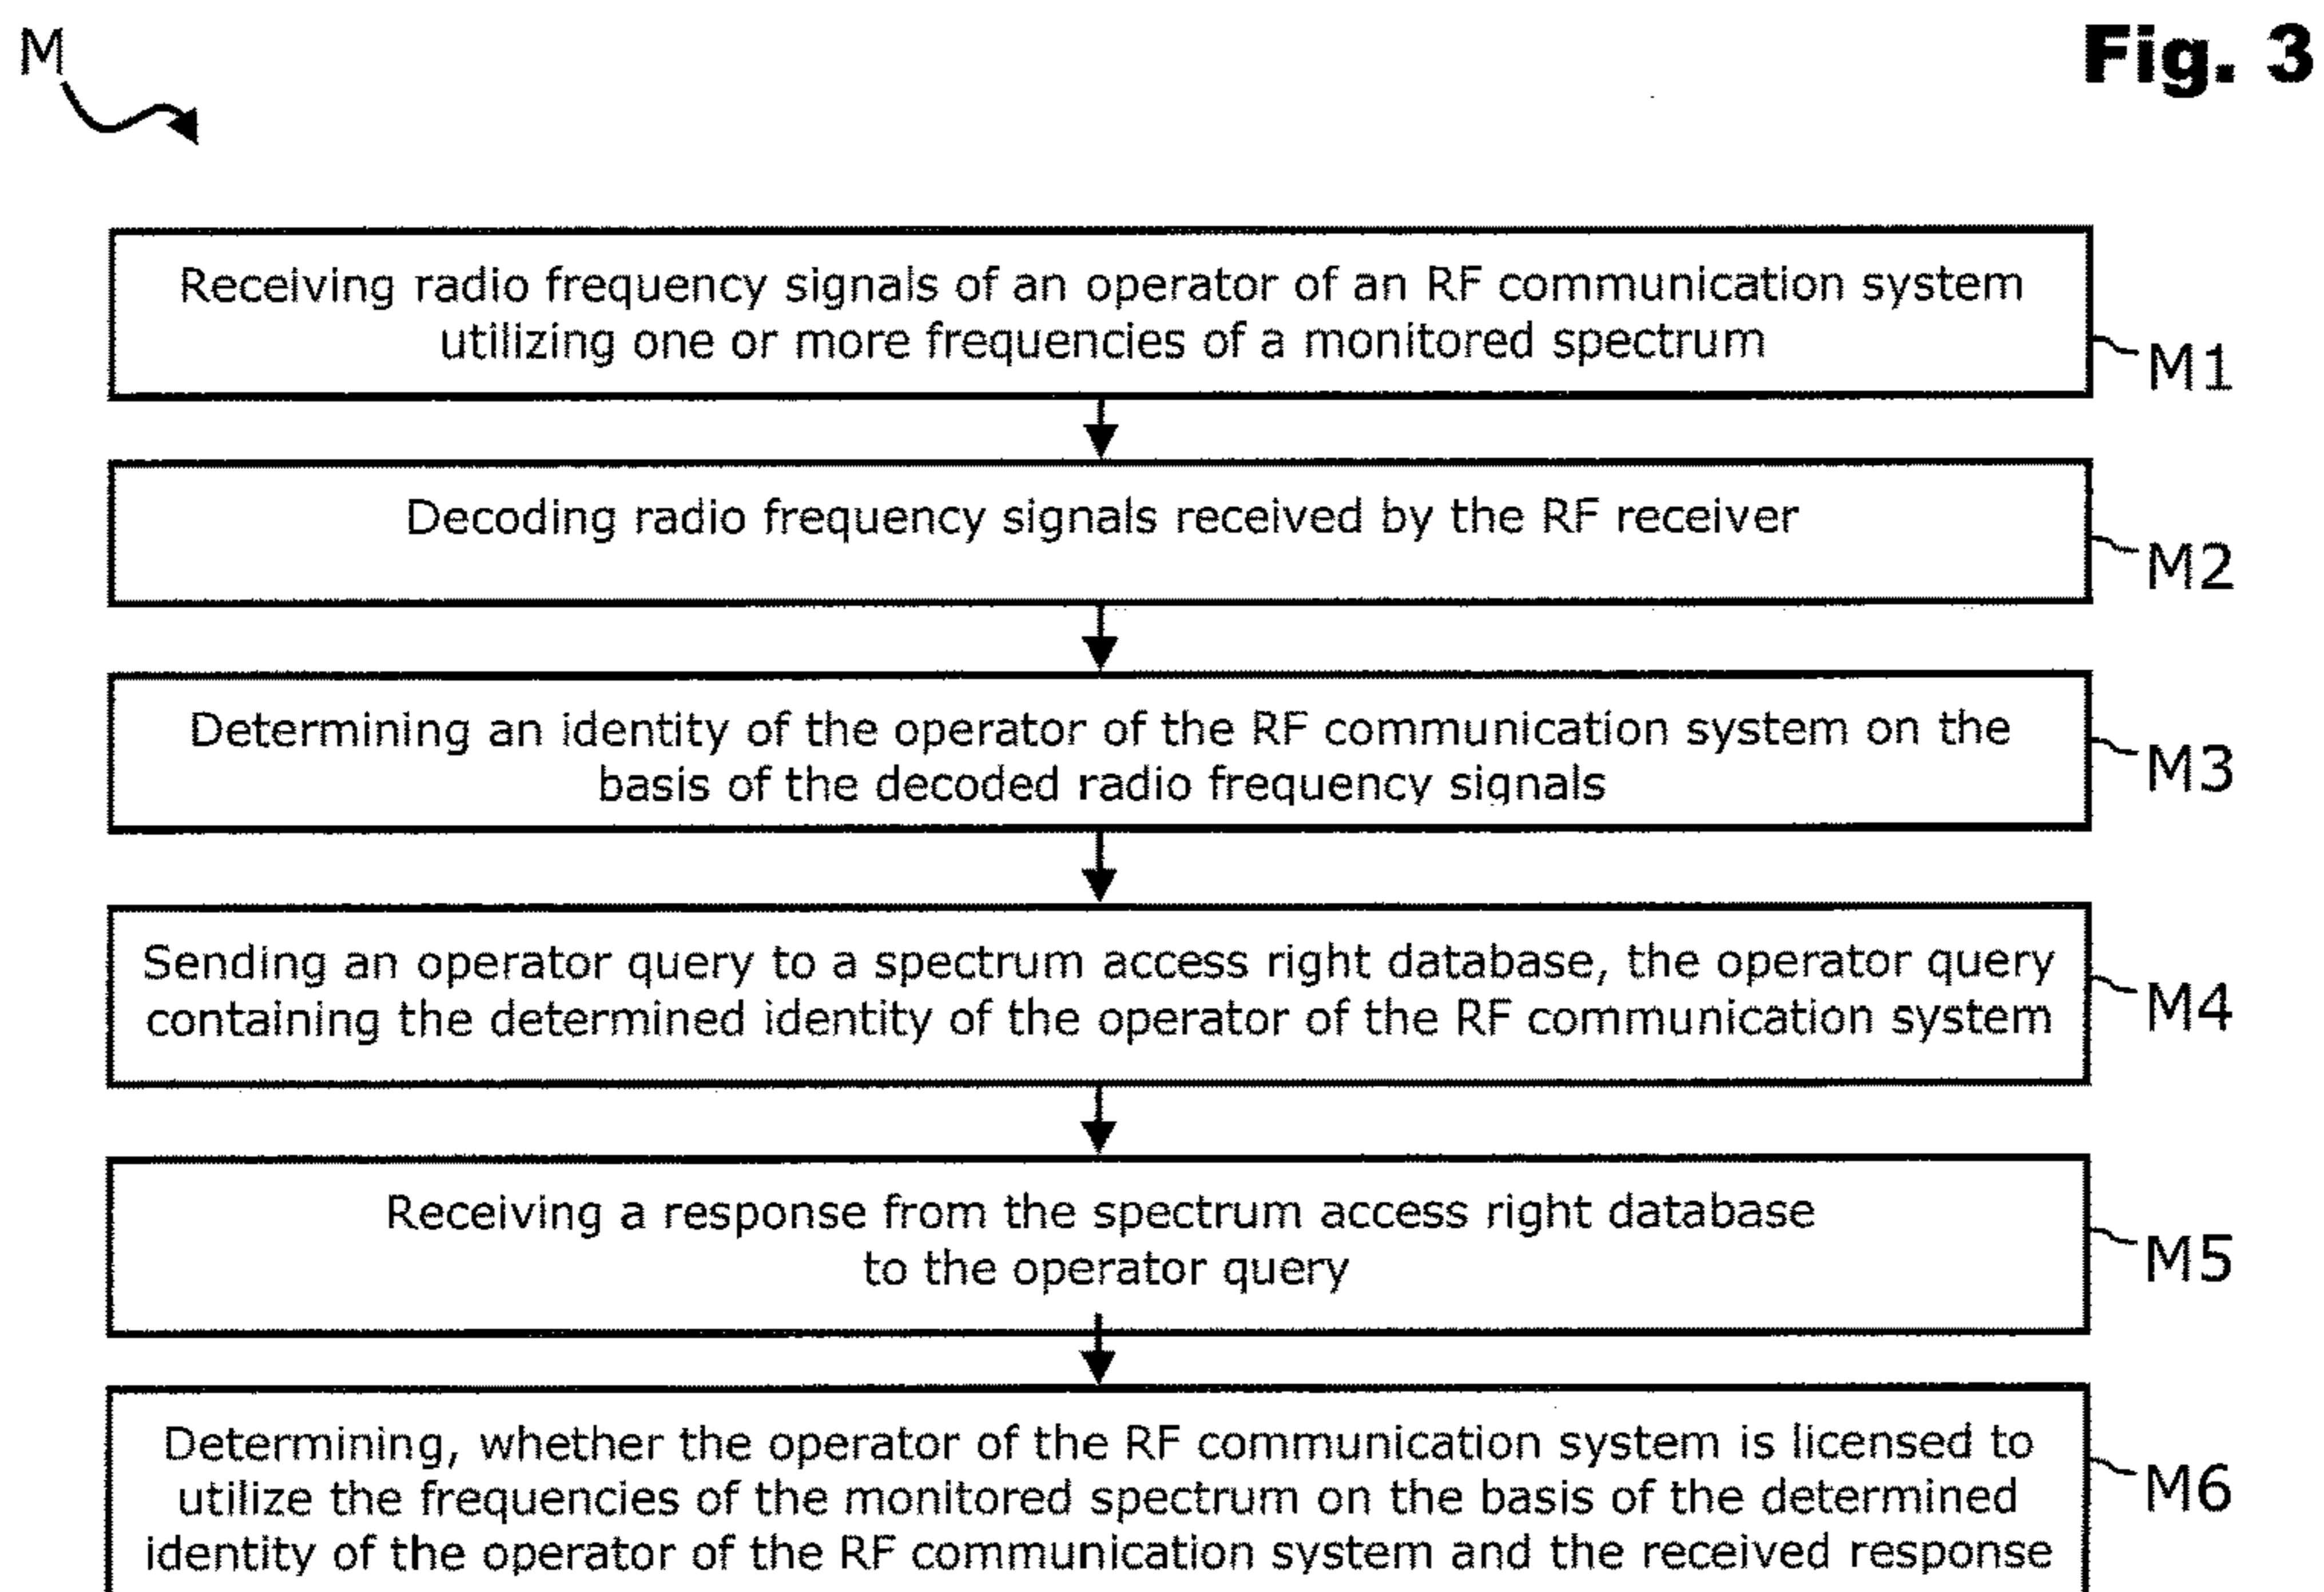 M
Fig. 3
Receiving radio frequency signals of an operator of an RF communication system
utilizing one or more frequencies of a monitored spectrum
M1
Decoding radio frequency signals received by the RF receiver
M2
Determining an identity of the operator of the RF communication system on the
basis of the decoded radio frequency signals
M3
Sending an operator query to a spectrum access right database, the operator query
containing the determined identity of the operator of the RF communication system
M4
Receiving a response from the spectrum access right database
to the operator query
M5
Determining, whether the operator of the RF communication system is licensed to
utilize the frequencies of the monitored spectrum on the basis of the determined
identity of the operator of the RF communication system and the received response
M6